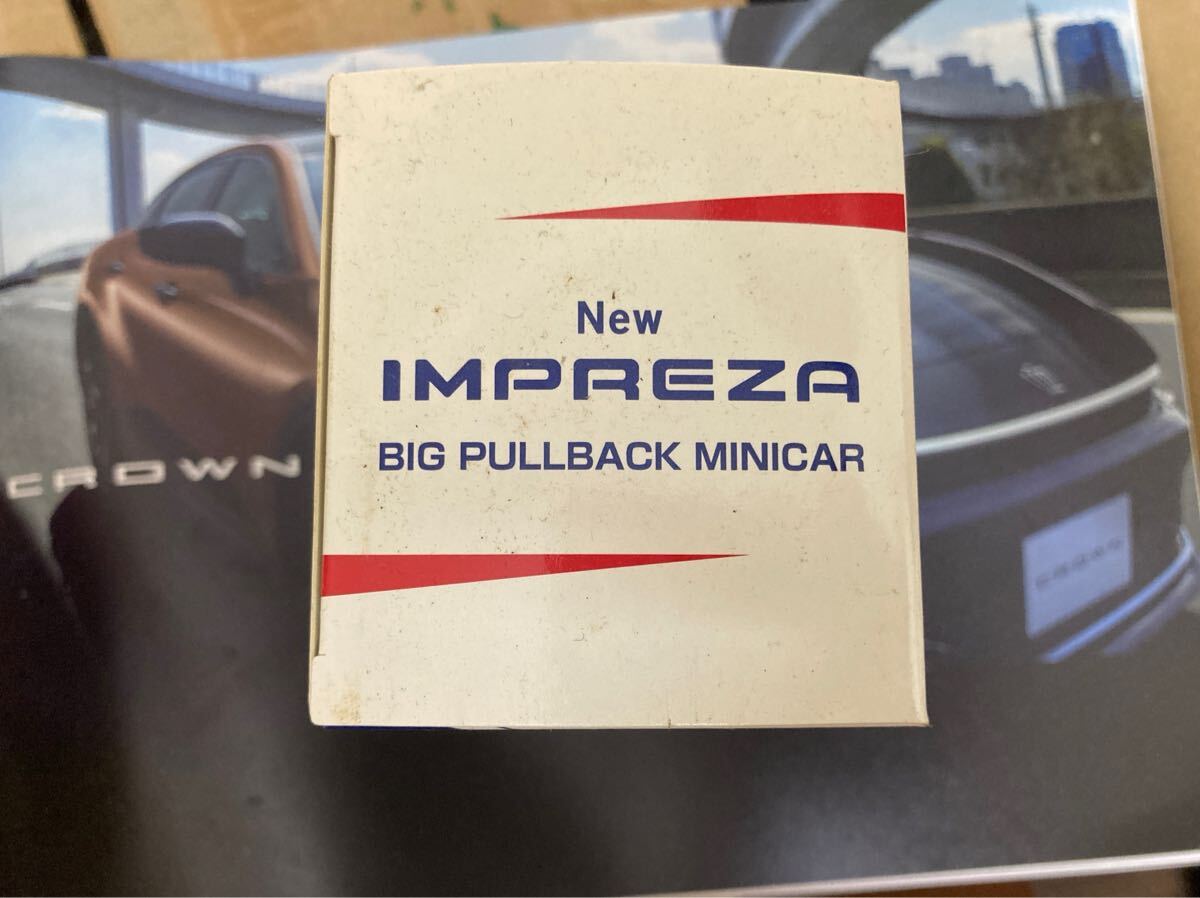 New
IMPREZA
BIG PULLBACK MINICAR
CROWN